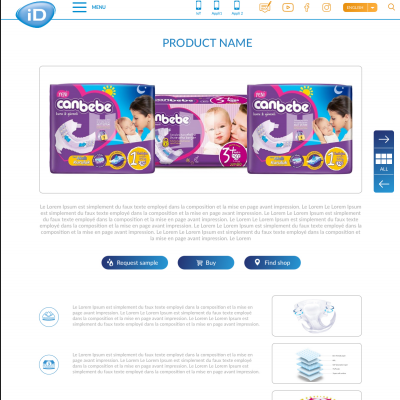 iD
MENU
ENGLISH
PRODUCT NAME
canbebe
canbebe
canbebe
3+
ALL
Le Lorem Ipsum est simplement du faux texte employé dans la composition et la mise en page avant impression. Le Lorem Le Lorem Ipsum
est simplement du faux texte employé dans la composition et la mise en page avant impression. Le Lorem Le Lorem Ipsum est simplement
du faux texte employé dans la composition et la mise en page avant impression. Le Lorem Le Lorem Ipsum est simplement du faux texte
employé dans la composition et la mise en page avant impression. Le Lorem Le Lorem Ipsum est simplement du faux texte employé dans la
composition et la mise en page avant impression. Le Lorem Le Lorem Ipsum est simplement du faux texte employé dans la composition et
la mise en page avant impression. Le Lorem
Request sample
Buy
Find shop
Le Lorem Ipsum est simplement du faux texte employé dans la composition et la mise en
page avant impression. Le Lorem Ipsum est simplement du faux texte employé
dans la composition et la mise en page avant impression. Le Lorem Ipsum est
simplement du faux texte employé dans la composition et la mise en page avant impression.
Le Lorem Ipsum est simplement du faux texte employé dans la composition et la mise en
page avant impression. Le Lorem Ipsum est simplement du faux texte employé
dans la composition et la mise en page avant impression. Le Lorem Ipsum est
simplement du faux texte employé dans la composition et la mise en page avant impression.